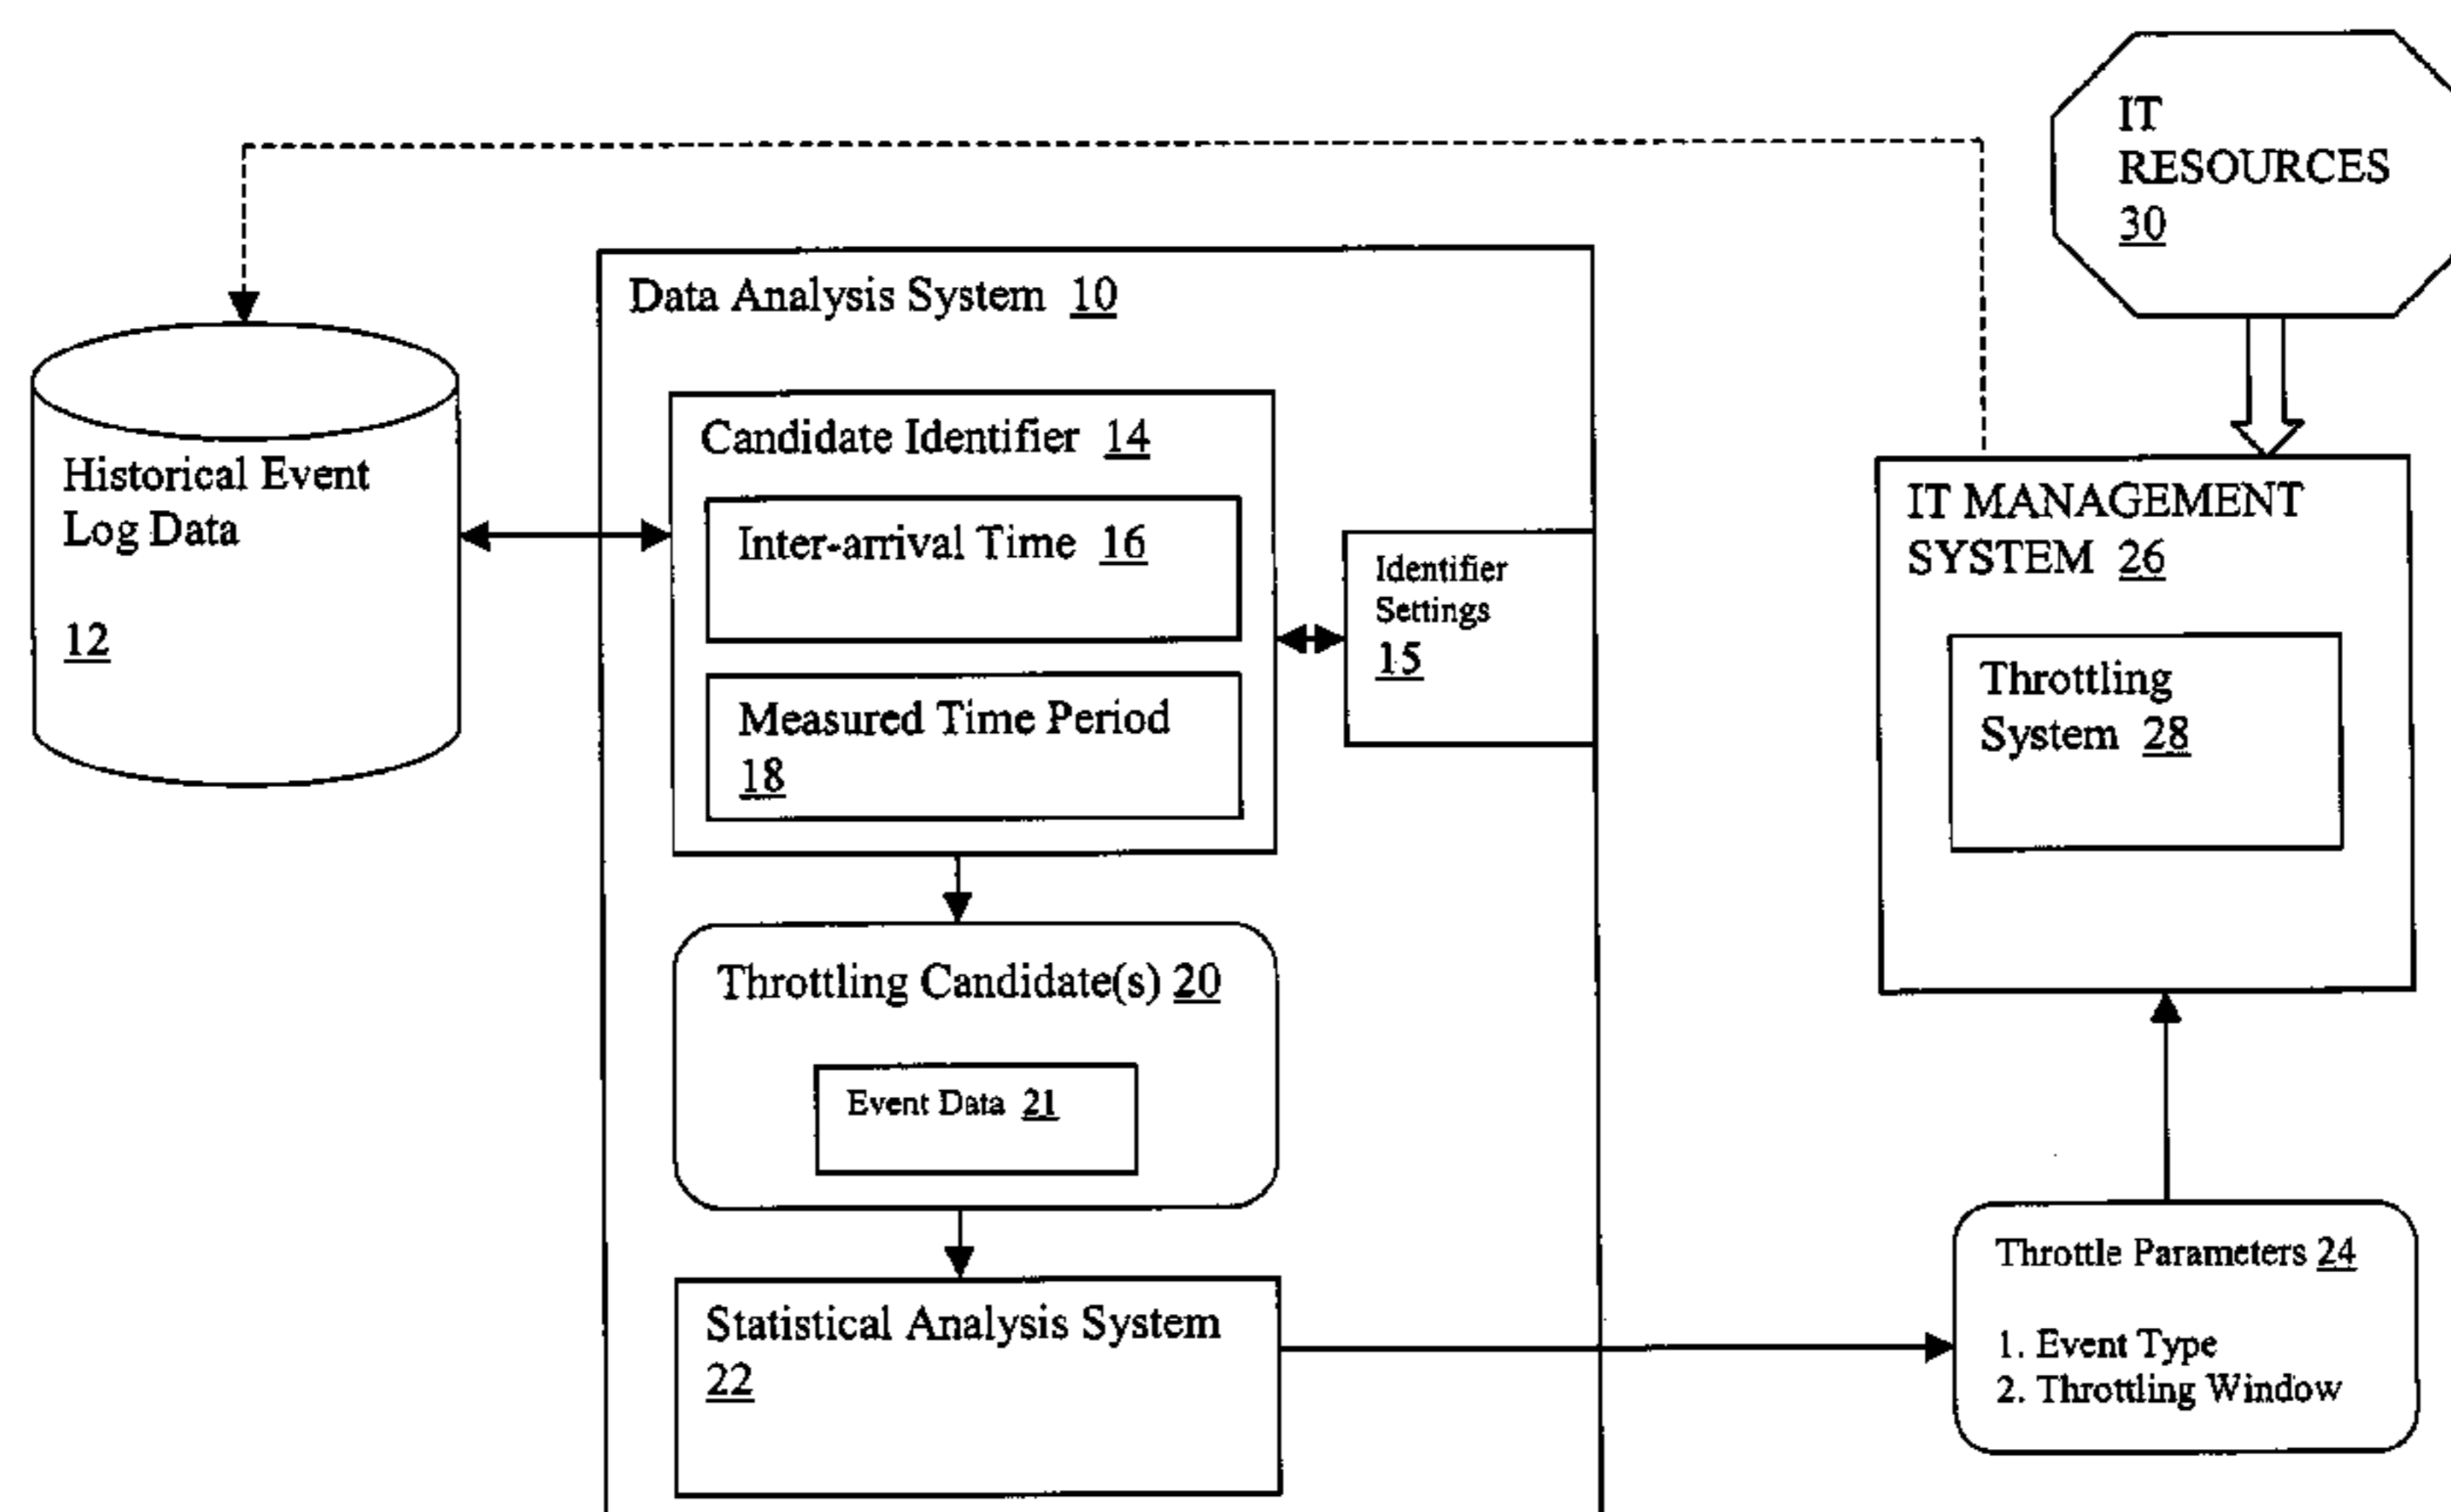 IT
RESOURCES
30
Data Analysis System 10
Historical Event
Log Data
12
Candidate Identifier 14
Inter-arrival Time 16
Measured Time Period
18
Identifier
Settings
15
IT MANAGEMENT
SYSTEM 26
Throttling
System 28
Throttling Candidate(s) 20
Event Data 21
Statistical Analysis System
22
Throttle Parameters 24
1. Event Type
2. Throttling Window